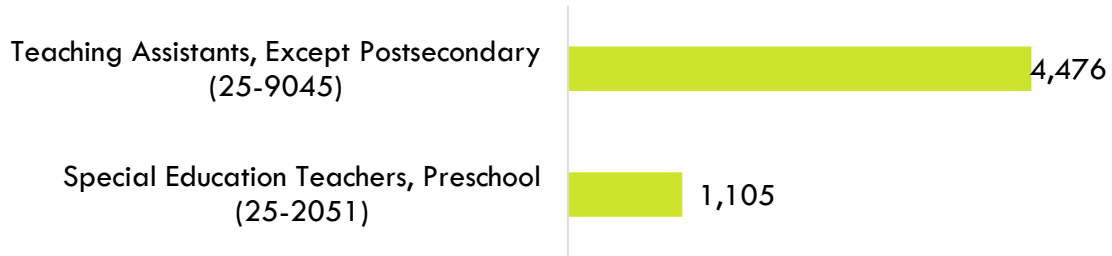 Teaching Assistants, Except Postsecondary
(25-9045)
4,476
Special Education Teachers, Preschool
(25-2051)
1,105